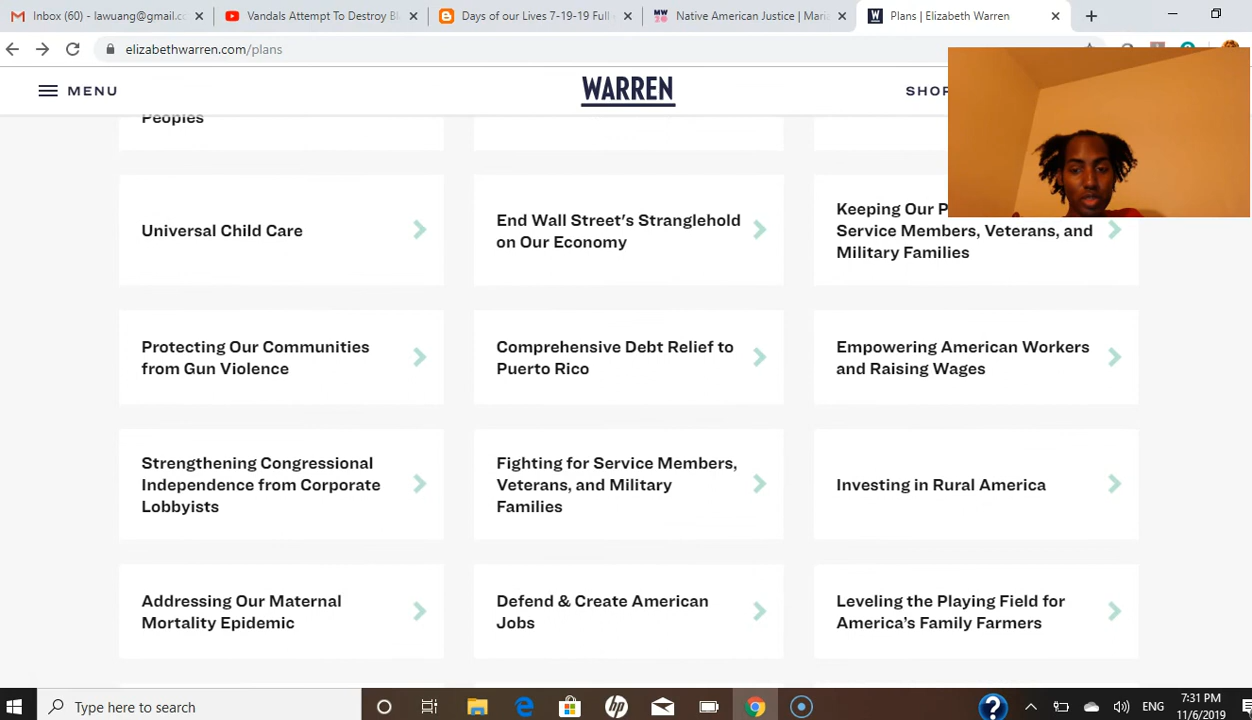 Inbox (60) - lawuang@gmail.c
Vandals Attempt To Destroy Bl
Days of our Lives 7-19-19 Full
Native American Justice | Maria
Plans | Elizabeth Warren
elizabethwarren.com/plans
MENU
WARREN
SHOP
Peoples
Universal Child Care
End Wall Street's Stranglehold
on Our Economy
Keeping Our P
Service Members, Veterans, and
Military Families
Protecting Our Communities
from Gun Violence
Comprehensive Debt Relief to
Puerto Rico
Empowering American Workers
and Raising Wages
Strengthening Congressional
Independence from Corporate
Lobbyists
Fighting for Service Members,
Veterans, and Military
Families
Investing in Rural America
Addressing Our Maternal
Mortality Epidemic
Defend & Create American
Jobs
Leveling the Playing Field for
America's Family Farmers
Type here to search
ENG
7:31 PM
11/6/2019